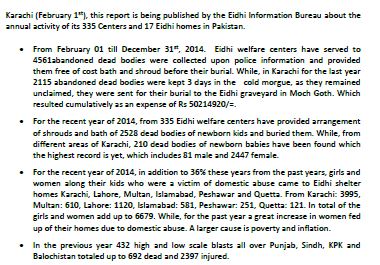 Karachi (February 1st), this report is being published by the Eidhi Information Bureau about the
annual activity of its 335 Centers and 17 Eidhi homes in Pakistan.
• From February 01 till December 31st, 2014. Eidhi welfare centers have served to
4561abandoned dead bodies were collected upon police information and provided
them free of cost bath and shroud before their burial. While, in Karachi for the last year
2115 abandoned dead bodies were kept 3 days in the cold morgue, as they remained
unclaimed, they were sent for their burial to the Eidhi graveyard in Moch Goth. Which
resulted cumulatively as an expense of Rs 50214920/=.
• For the recent year of 2014, from 335 Eidhi welfare centers have provided arrangement
of shrouds and bath of 2528 dead bodies of newborn kids and buried them. While, from
different areas of Karachi, 210 dead bodies of newborn babies have been found which
the highest record is yet, which includes 81 male and 2447 female.
• For the recent year of 2014, in addition to 36% these years from the past years, girls and
women along their kids who were a victim of domestic abuse came to Eidhi shelter
homes Karachi, Lahore, Multan, Islamabad, Peshawar and Quetta. From Karachi: 3995,
Multan: 610, Lahore: 1120, Islamabad: 581, Peshawar: 251, Quetta: 121. In total of the
girls and women add up to 6679. While, for the past year a great increase in women fed
up of their homes due to domestic abuse. A larger cause is poverty and inflation.
• In the previous year 432 high and low scale blasts all over Punjab, Sindh, KPK and
Balochistan totaled up to 692 dead and 2397 injured.